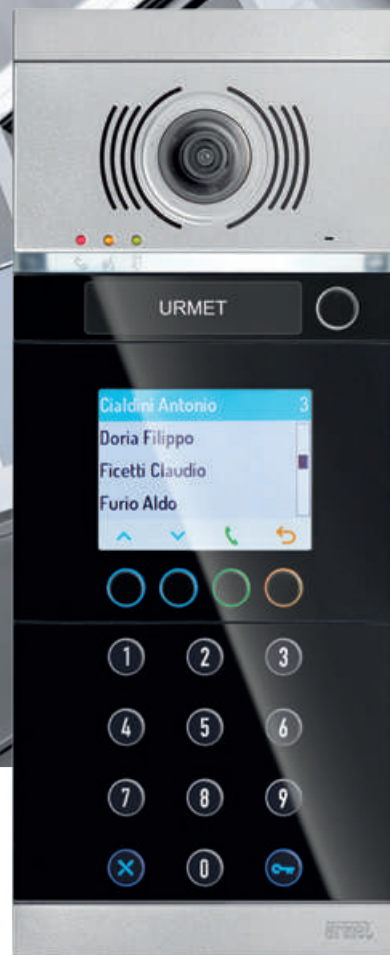 URMET
Cialdini Antonio 3
Doria Filippo
Ficetti Claudio
Furio Aldo
1 2 3
4 5 6
7 8 9
0
urmet